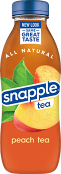 NEW LOOK
SAME
GREAT
TASTE
ALL NATURAL
snapple
tea
peach tea